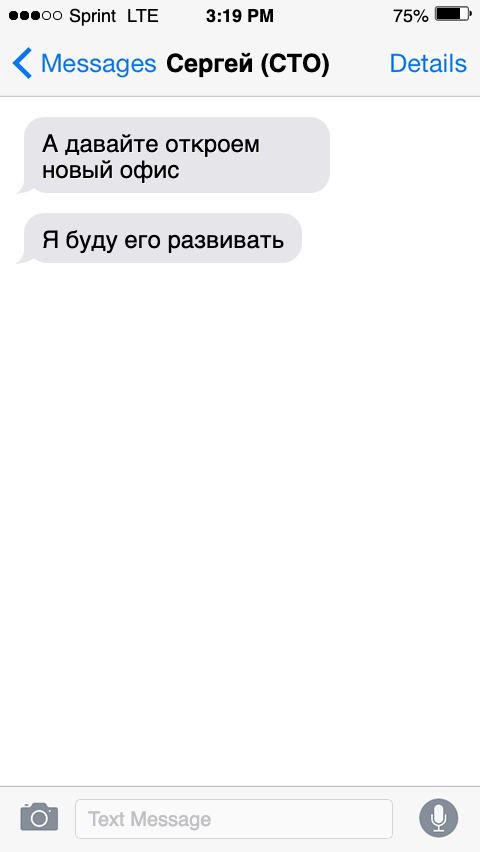 Sprint LTE 3:19 PM 75%
Messages Сергей (CTO) Details
А давайте откроем
новый офис
Я буду его развивать
Text Message